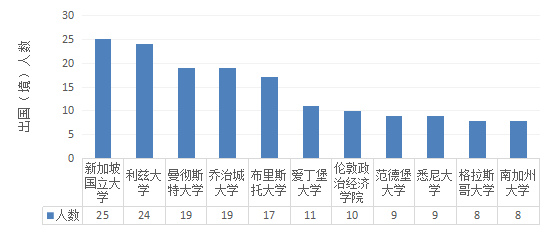 30
25
20
15
10
5
0
出国（境）人数
新加坡
国立大
学
利兹大
学
曼彻斯
特大学
乔治城
大学
布里斯
托大学
爱丁堡
大学
伦敦政
治经济
学院
范德堡
大学
悉尼大
学
格拉斯
哥大学
南加州
大学
人数 25 24 19 19 17 11 10 9 9 8 8